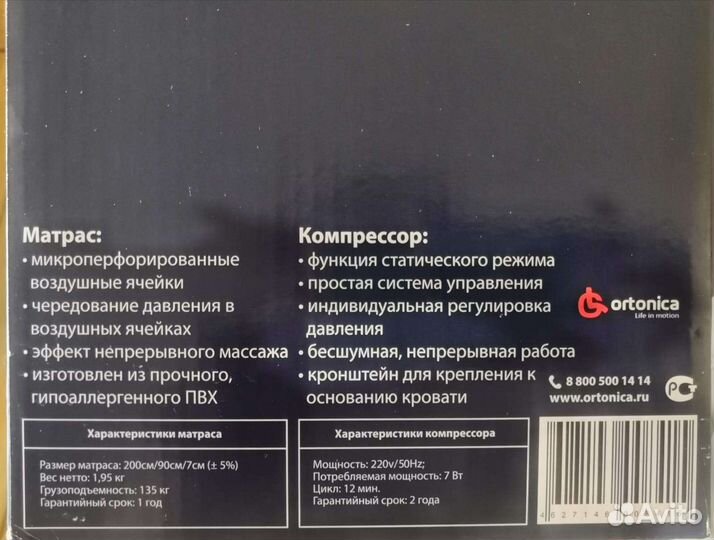 Матрас:
• микроперфорированные
воздушные ячейки
• чередование давления в
воздушных ячейках
• эффект непрерывного массажа
• изготовлен из прочного,
гипоаллергенного ПВХ
Компрессор:
• функция статического режима
• простая система управления
• индивидуальная регулировка
давления
• бесшумная, непрерывная работа
• кронштейн для крепления к
основанию кровати
ortonica
Life in motion
8 800 500 14 14
www.ortonica.ru
РСТ
Характеристики матраса
Размер матраса: 200см/90см/7см (± 5%)
Вес нетто: 1,95 кг
Грузоподъемность: 135 кг
Гарантийный срок: 1 год
Характеристики компрессора
Мощность: 220v/50Hz;
Потребляемая мощность: 7 Вт
Цикл: 12 мин.
Гарантийный срок: 2 года
Avito